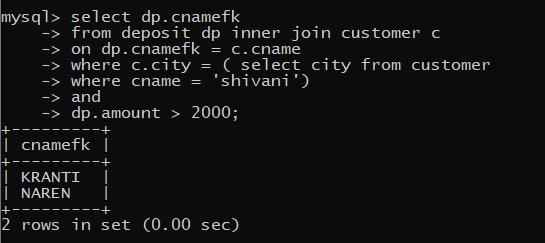 mysql> select dp.cnamefk
    -> from deposit dp inner join customer c
    -> on dp.cnamefk = c.cname
    -> where c.city = ( select city from customer
    -> where cname = 'shivani')
    -> and
    -> dp.amount > 2000;
+---------+
| cnamefk |
+---------+
| KRANTI  |
| NAREN   |
+---------+
2 rows in set (0.00 sec)